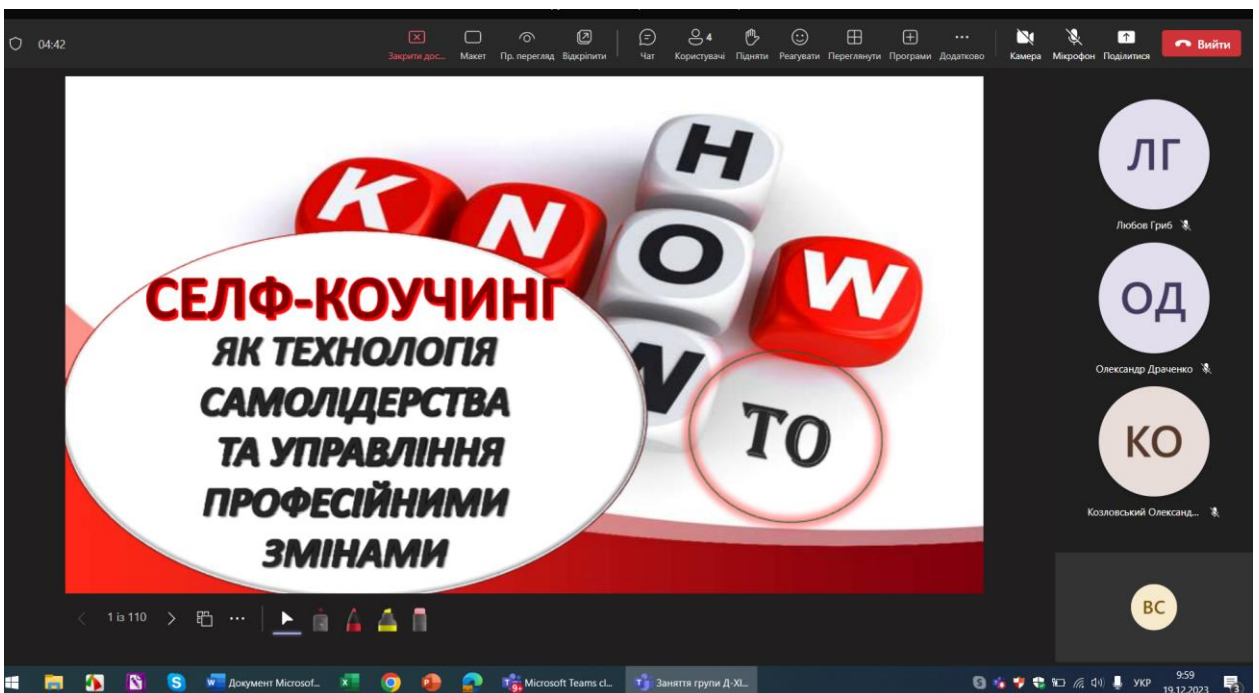 04:42
Закрити дос...
Макет
Пр. перегляд
Відкріпити
Чат
4
Користувачі
Підняти
Реагувати
Переглянути
Програми
Додатково
Камера
Мікрофон
Поділитися
Вийти
K N O W
H
O
W
N
TO
СЕЛФ-КОУЧИНГ
ЯК ТЕХНОЛОГІЯ
САМОЛІДЕРСТВА
ТА УПРАВЛІННЯ
ПРОФЕСІЙНИМИ
ЗМІНАМИ
ЛГ
Любов Гриб
ОД
Олександр Драченко
КО
Козловський Олександ...
ВС
1 із 110
Документ Microsof...
Microsoft Teams cl...
Заняття групи Д-XI...
УКР
9:59
19.12.2023